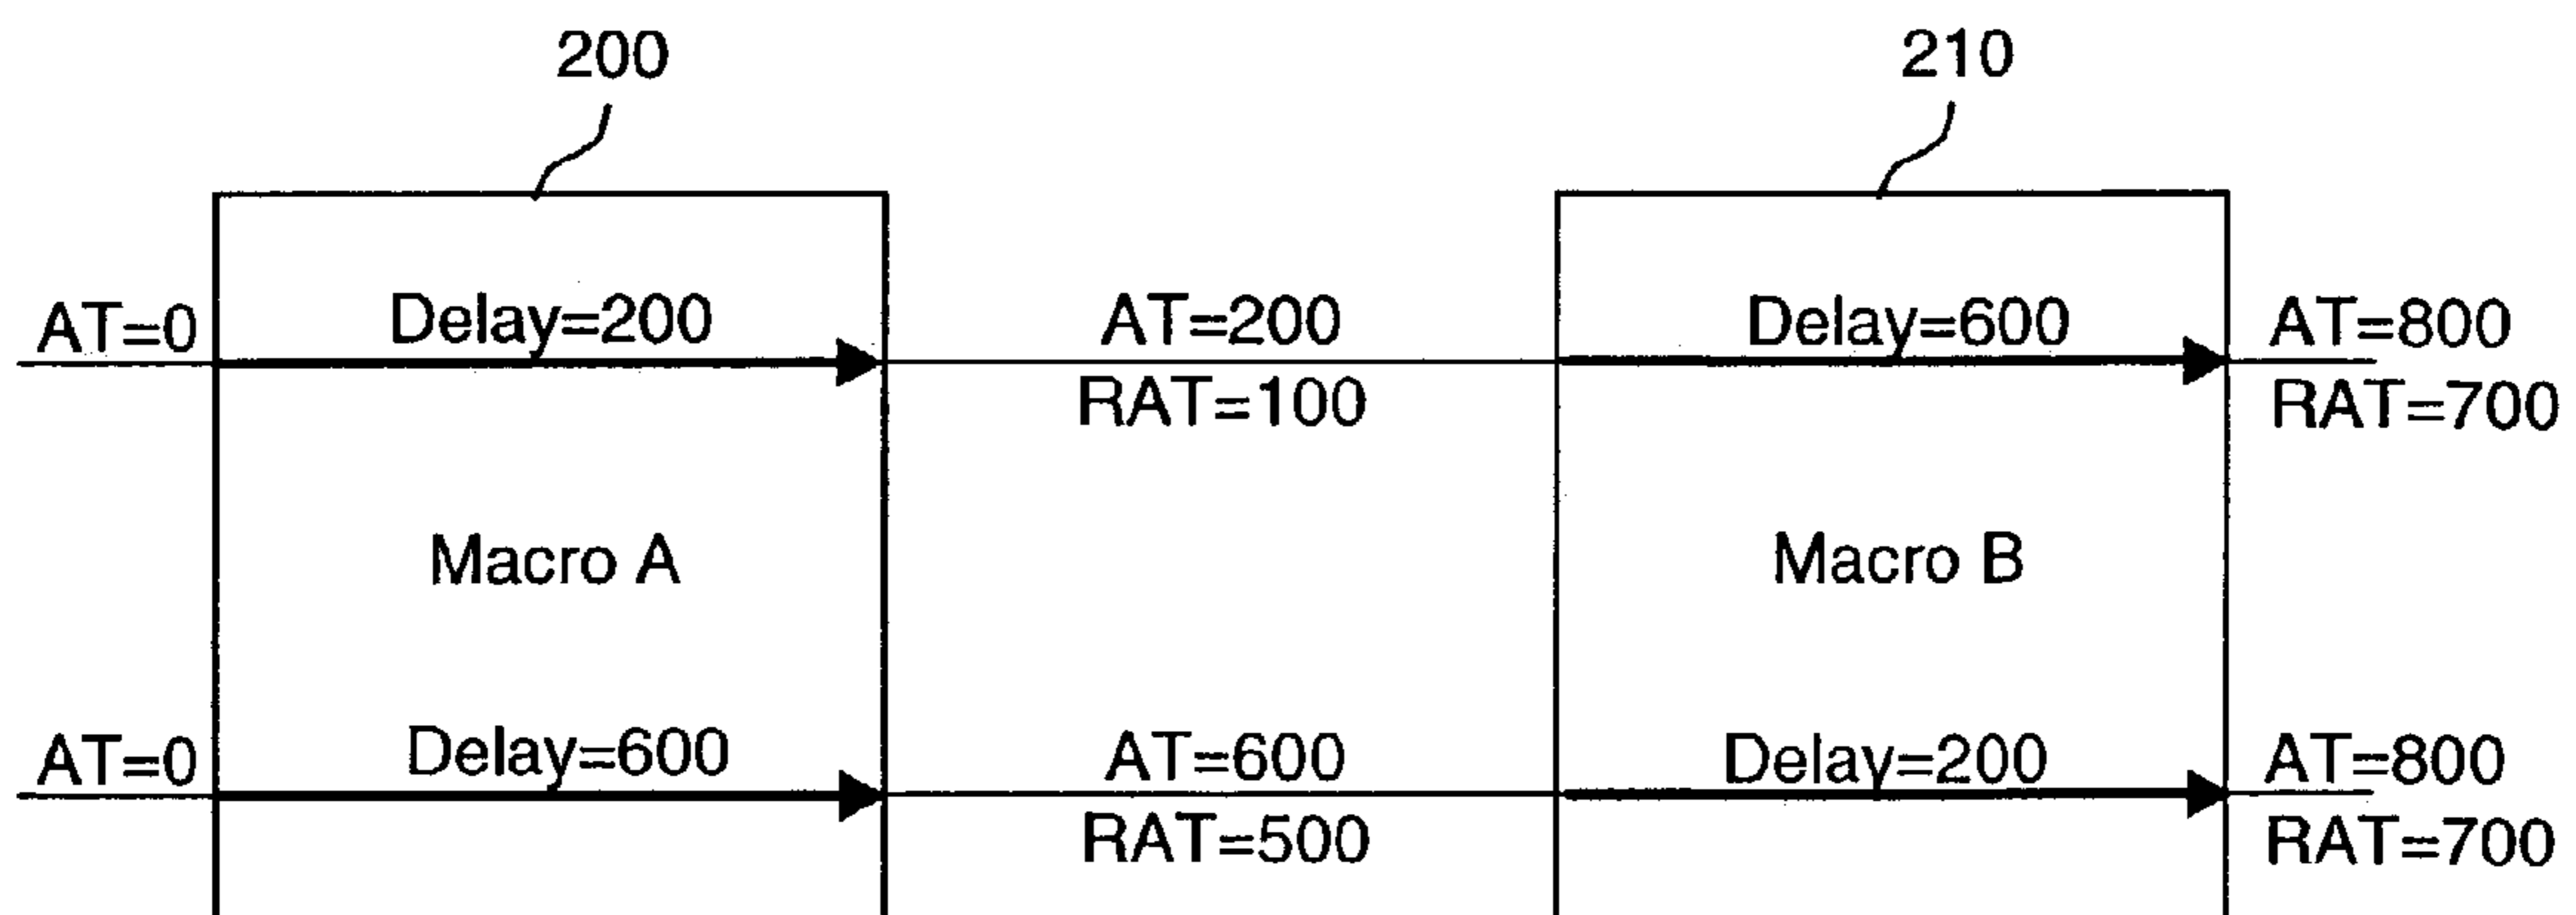 200
210
AT=0
Delay=200
AT=200
RAT=100
Delay=600
AT=800
RAT=700
Macro A
Macro B
AT=0
Delay=600
AT=600
RAT=500
Delay=200
AT=800
RAT=700